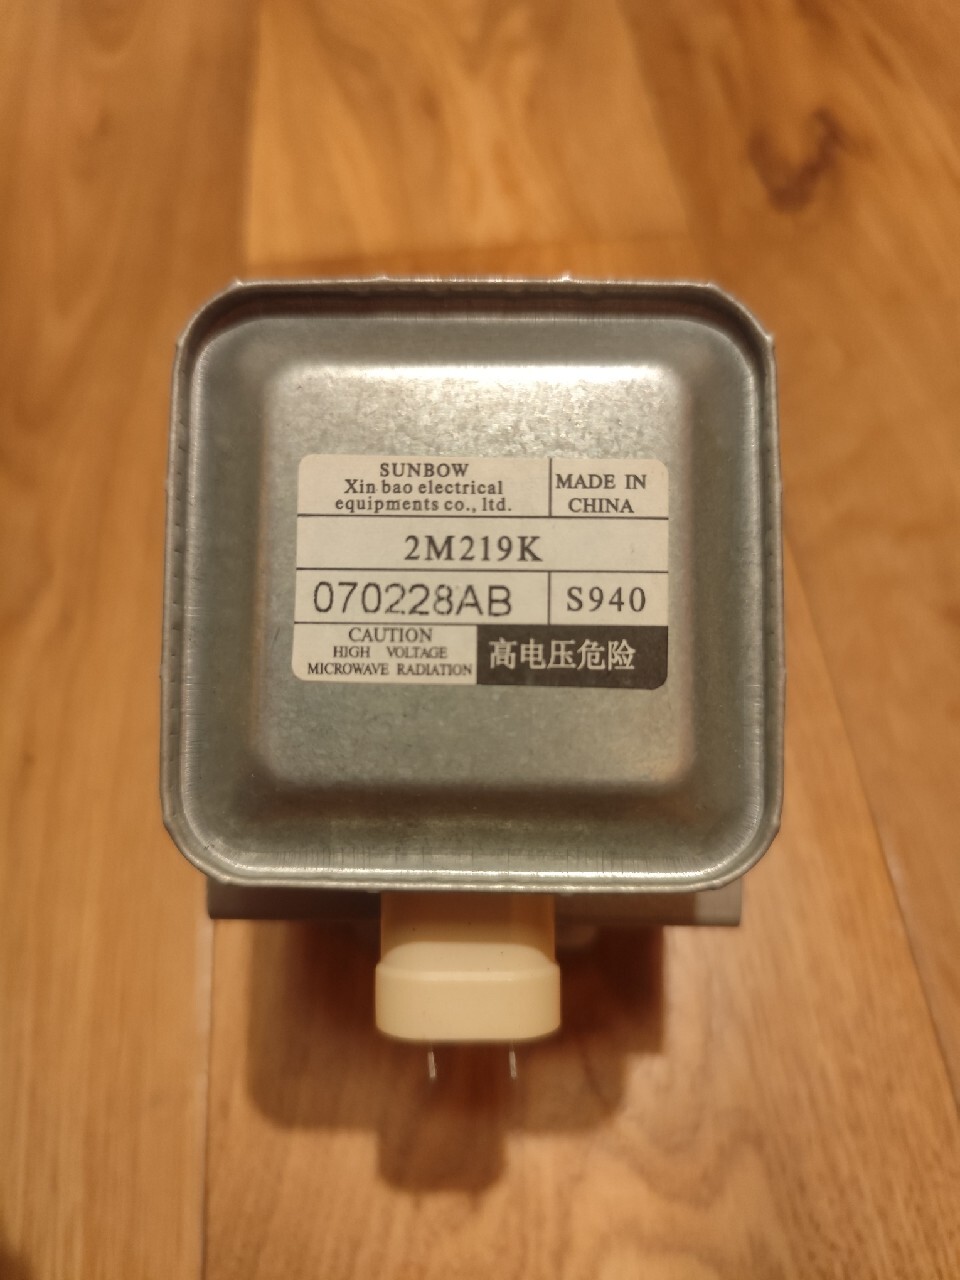 SUNBOW
Xin bao electrical
equipments co., ltd.
MADE IN
CHINA
2M219K
070228AB
S940
CAUTION
HIGH VOLTAGE
MICROWAVE RADIATION
高电压危险